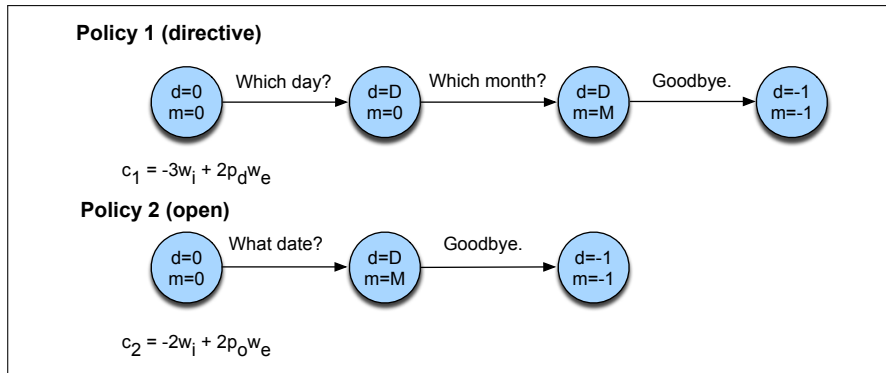 Policy 1 (directive)
Which day? Which month? Goodbye.
d=0 d=D d=D d=-1
m=0 m=0 m=M m=-1
c1 = -3wi + 2pdwe
Policy 2 (open)
What date? Goodbye.
d=0 d=D d=-1
m=0 m=M m=-1
c2 = -2wi + 2powe